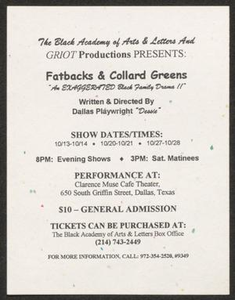 The Black Academy of Arts & Letters And
GRIOT Productions PRESENTS:
Fatbacks & Collard Greens
"An EXAGGERATED Black Family Drama !!"
Written & Directed By
Dallas Playwright "Dessie"
SHOW DATES/TIMES:
10/13-10/14 ♦ 10/20-10/21 ♦ 10/27-10/28
8PM: Evening Shows ♦ 3PM: Sat. Matinees
PERFORMANCE AT:
Clarence Muse Cafe Theater,
650 South Griffin Street, Dallas, Texas
$10 – GENERAL ADMISSION
TICKETS CAN BE PURCHASED AT:
The Black Academy of Arts & Letters Box Office
(214) 743-2449
FOR MORE INFORMATION, CALL: 972-354-2520, #9349